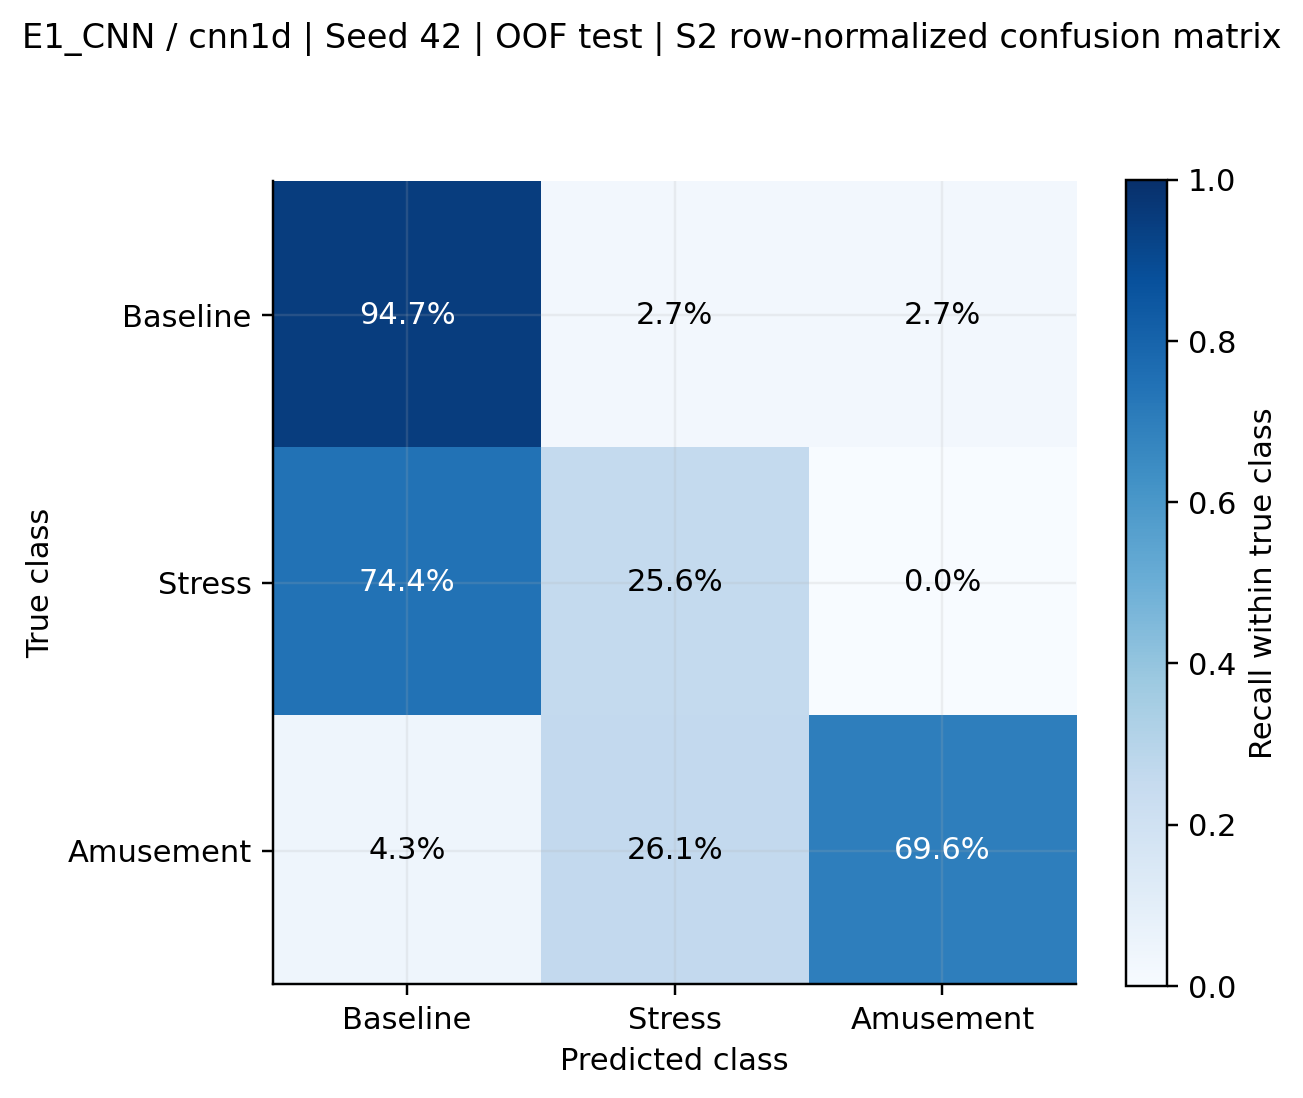 E1_CNN / cnn1d | Seed 42 | OOF test | S2 row-normalized confusion matrix
Baseline
94.7%
2.7%
2.7%
Stress
74.4%
25.6%
0.0%
Amusement
4.3%
26.1%
69.6%
Baseline
Stress
Amusement
Predicted class
True class
1.0
0.8
0.6
0.4
0.2
0.0
Recall within true class